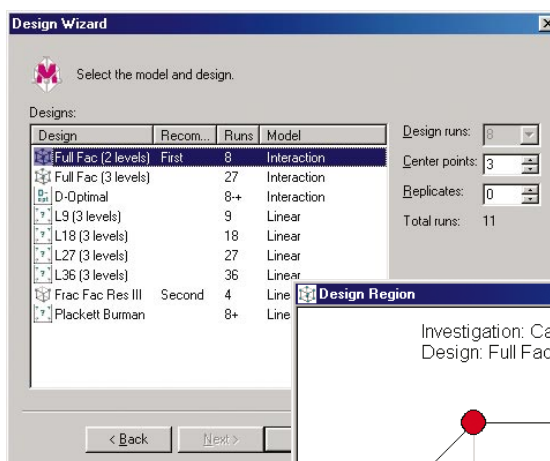 Design Wizard
Select the model and design.
Designs:
Design Recom... Runs Model
Full Fac (2 levels) First 8 Interaction
Full Fac (3 levels) 27 Interaction
D-Optimal 8-+ Interaction
L9 (3 levels) 9 Linear
L18 (3 levels) 18 Linear
L27 (3 levels) 27 Linear
L36 (3 levels) 36 Linear
Frac Fac Res III Second 4 Line
Plackett Burman 8+ Line
Design runs: 8
Center points: 3
Replicates: 0
Total runs: 11
< Back Next >
Design Region
Investigation: Ca
Design: Full Fac